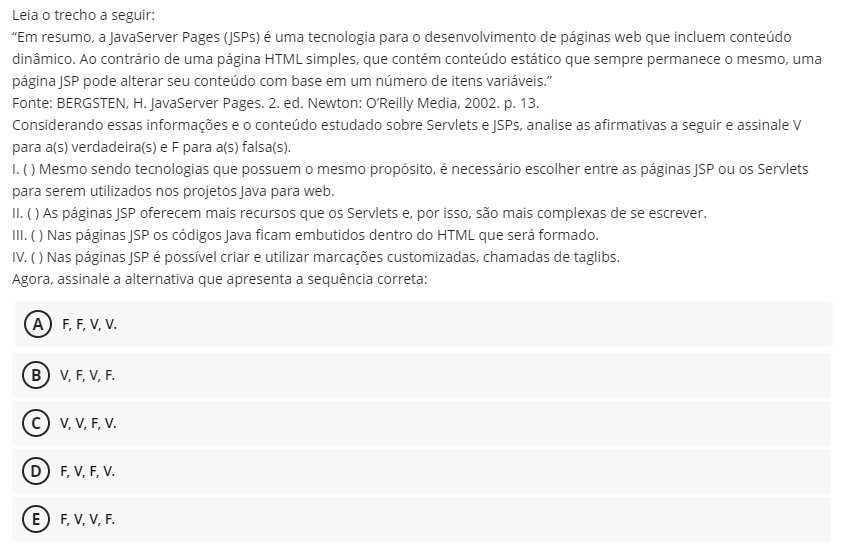 Leia o trecho a seguir:
“Em resumo, a JavaServer Pages (JSPs) é uma tecnologia para o desenvolvimento de páginas web que incluem conteúdo
dinâmico. Ao contrário de uma página HTML simples, que contém conteúdo estático que sempre permanece o mesmo, uma
página JSP pode alterar seu conteúdo com base em um número de itens variáveis.”
Fonte: BERGSTEN, H. JavaServer Pages. 2. ed. Newton: O’Reilly Media, 2002. p. 13.
Considerando essas informações e o conteúdo estudado sobre Servlets e JSPs, analise as afirmativas a seguir e assinale V
para a(s) verdadeira(s) e F para a(s) falsa(s).
I. ( ) Mesmo sendo tecnologias que possuem o mesmo propósito, é necessário escolher entre as páginas JSP ou os Servlets
para serem utilizados nos projetos Java para web.
II. ( ) As páginas JSP oferecem mais recursos que os Servlets e, por isso, são mais complexas de se escrever.
III. ( ) Nas páginas JSP os códigos Java ficam embutidos dentro do HTML que será formado.
IV. ( ) Nas páginas JSP é possível criar e utilizar marcações customizadas, chamadas de taglibs.
Agora, assinale a alternativa que apresenta a sequência correta:
A F, F, V, V.
B V, F, V, F.
C V, V, F, V.
D F, V, F, V.
E F, V, V, F.